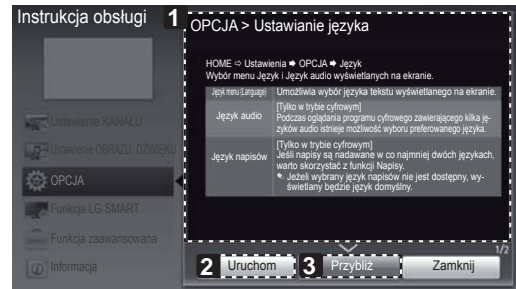 Instrukcja obsługi
1
OPCJA > Ustawianie języka
HOME ⇨ Ustawienia ➡ OPCJA ➡ Język
Wybór menu Język i Język audio wyświetlanych na ekranie.
Język menu (Language) Umożliwia wybór języka tekstu wyświetlanego na ekranie.
Język audio
[Tylko w trybie cyfrowym]
Podczas oglądania programu cyfrowego zawierającego kilka ję-
zyków audio istnieje możliwość wyboru preferowanego języka.
Język napisów
[Tylko w trybie cyfrowym]
Jeśli napisy są nadawane w co najmniej dwóch językach,
warto skorzystać z funkcji Napisy.
Jeżeli wybrany język napisów nie jest dostępny, wy-
świetlany będzie język domyślny.
Ustawienie KANAŁU
Ustawienie OBRAZU, DŹWIĘKU
OPCJA
Funkcja LG SMART
Funkcja zaawansowana
Informacja
1/2
2 Uruchom
3 Przybliż
Zamknij